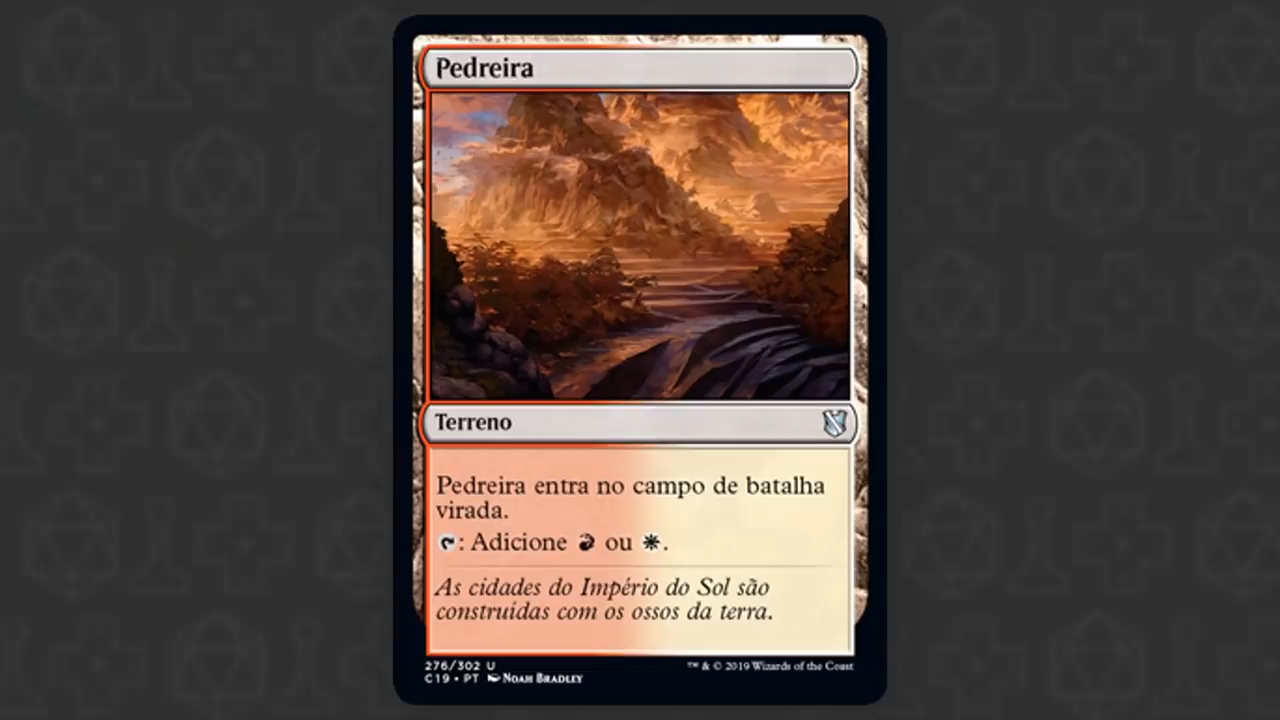 Pedreira
Terreno
Pedreira entra no campo de batalha
virada.
: Adicione ou .
As cidades do Império do Sol são
construídas com os ossos da terra.
276/302 U
™ & © 2019 Wizards of the Coast
C19 • PT Noah Bradley